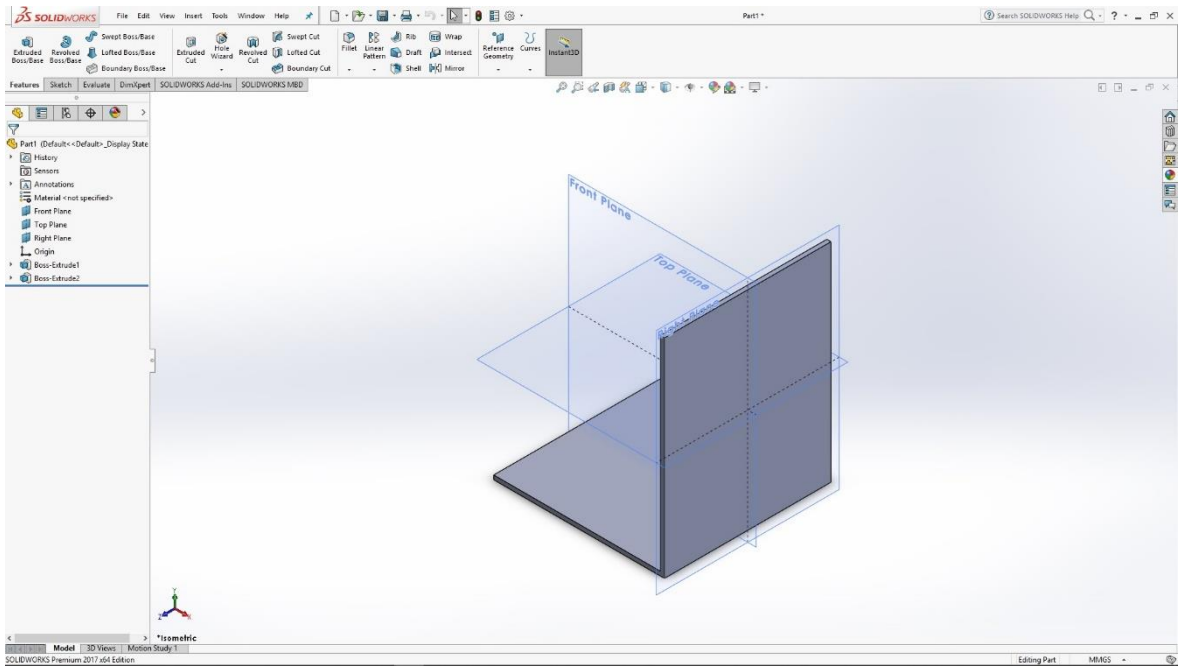 SOLIDWORKS File Edit View Insert Tools Window Help Part1 * Search SOLIDWORKS Help
Extruded Boss/Base
Revolved Boss/Base
Swept Boss/Base
Lofted Boss/Base
Boundary Boss/Base
Extruded Cut
Hole Wizard
Revolved Cut
Swept Cut
Lofted Cut
Boundary Cut
Fillet
Linear Pattern
Rib
Draft
Shell
Wrap
Intersect
Mirror
Reference Geometry
Curves
Instant3D
Features Sketch Evaluate DimXpert SOLIDWORKS Add-Ins SOLIDWORKS MBD
Part1 (Default<<Default>_Display State
History
Sensors
Annotations
Material <not specified>
Front Plane
Top Plane
Right Plane
Origin
Boss-Extrude1
Boss-Extrude2
Front Plane
Top Plane
Right Plane
Y
Z
X
*Isometric
Model 3D Views Motion Study 1
SOLIDWORKS Premium 2017 x64 Edition Editing Part MMGS